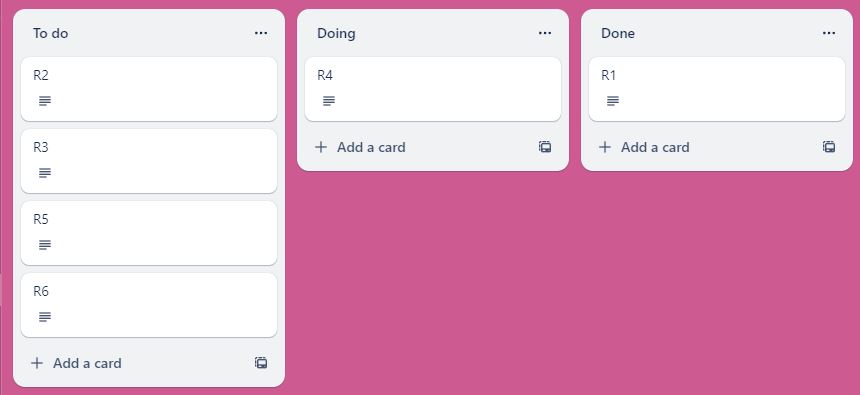 To do
R2
R3
R5
R6
Add a card
Doing
R4
Add a card
Done
R1
Add a card